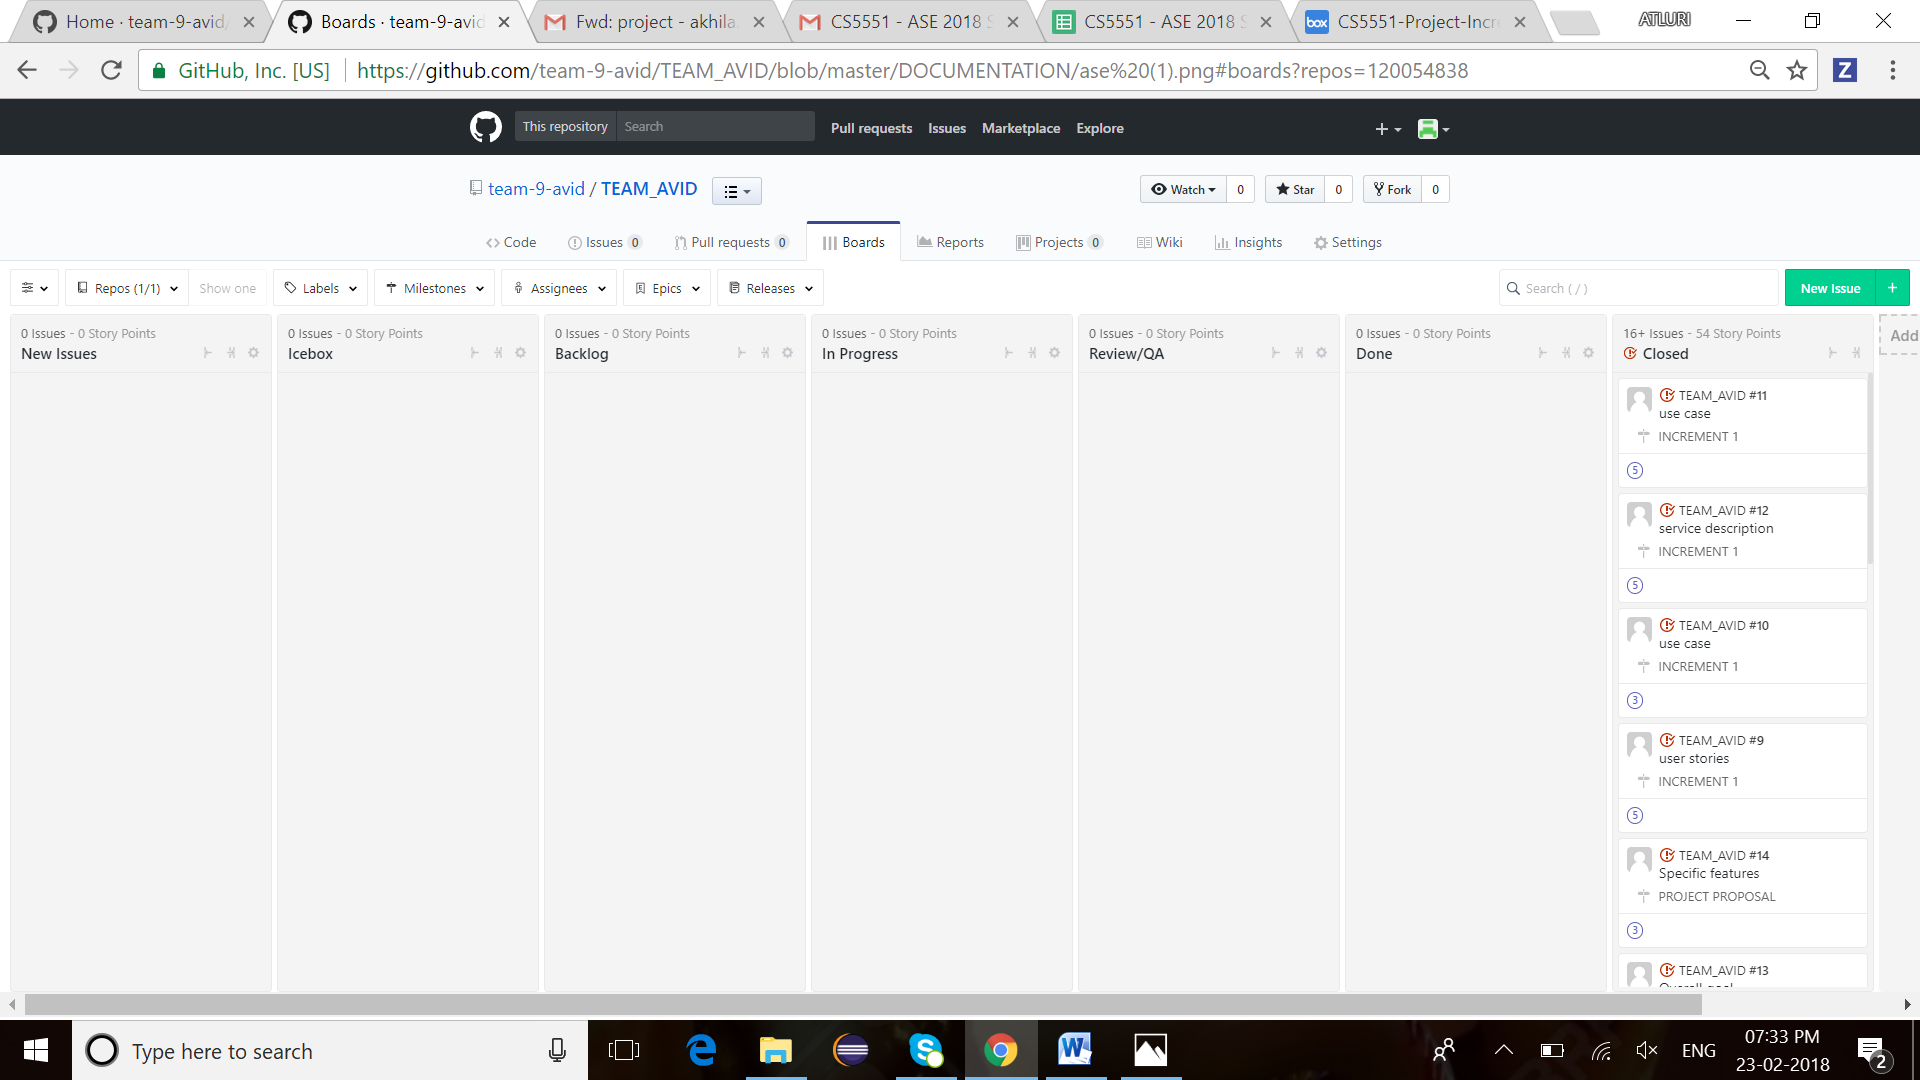 Home · team-9-avid/
Boards · team-9-avid
Fwd: project - akhila.
CS5551 - ASE 2018 S
CS5551 - ASE 2018 S
box CS5551-Project-Incre
ATLURI
GitHub, Inc. [US] https://github.com/team-9-avid/TEAM_AVID/blob/master/DOCUMENTATION/ase%20(1).png#boards?repos=120054838
Z
This repository Search Pull requests Issues Marketplace Explore
team-9-avid / TEAM_AVID
Watch 0 Star 0 Fork 0
Code Issues 0 Pull requests 0 Boards Reports Projects 0 Wiki Insights Settings
Repos (1/1) Show one Labels Milestones Assignees Epics Releases Search ( / ) New Issue +
0 Issues - 0 Story Points
New Issues
0 Issues - 0 Story Points
Icebox
0 Issues - 0 Story Points
Backlog
0 Issues - 0 Story Points
In Progress
0 Issues - 0 Story Points
Review/QA
0 Issues - 0 Story Points
Done
16+ Issues - 54 Story Points
Closed
Add
TEAM_AVID #11
use case
INCREMENT 1
5
TEAM_AVID #12
service description
INCREMENT 1
5
TEAM_AVID #10
use case
INCREMENT 1
3
TEAM_AVID #9
user stories
INCREMENT 1
5
TEAM_AVID #14
Specific features
PROJECT PROPOSAL
3
TEAM_AVID #13
Overall goal
Type here to search
ENG
07:33 PM
23-02-2018
2